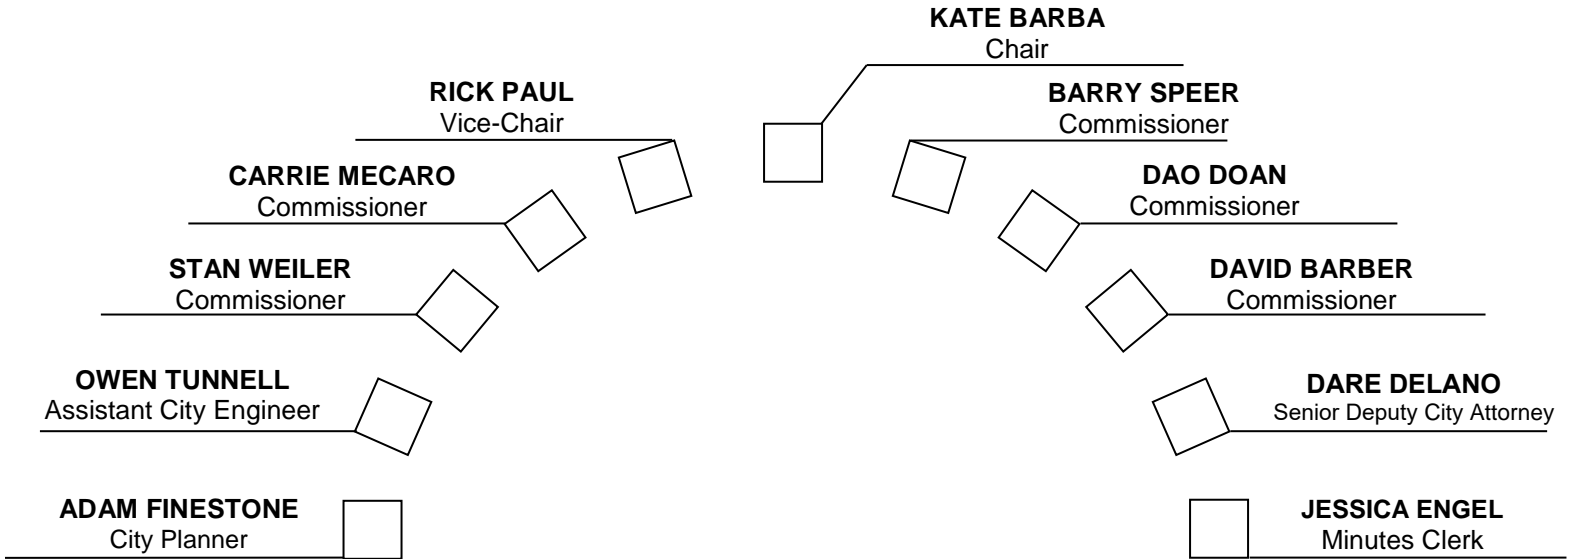 KATE BARBA
Chair
RICK PAUL
Vice-Chair
BARRY SPEER
Commissioner
CARRIE MECARO
Commissioner
DAO DOAN
Commissioner
STAN WEILER
Commissioner
DAVID BARBER
Commissioner
OWEN TUNNELL
Assistant City Engineer
DARE DELANO
Senior Deputy City Attorney
ADAM FINESTONE
City Planner
JESSICA ENGEL
Minutes Clerk